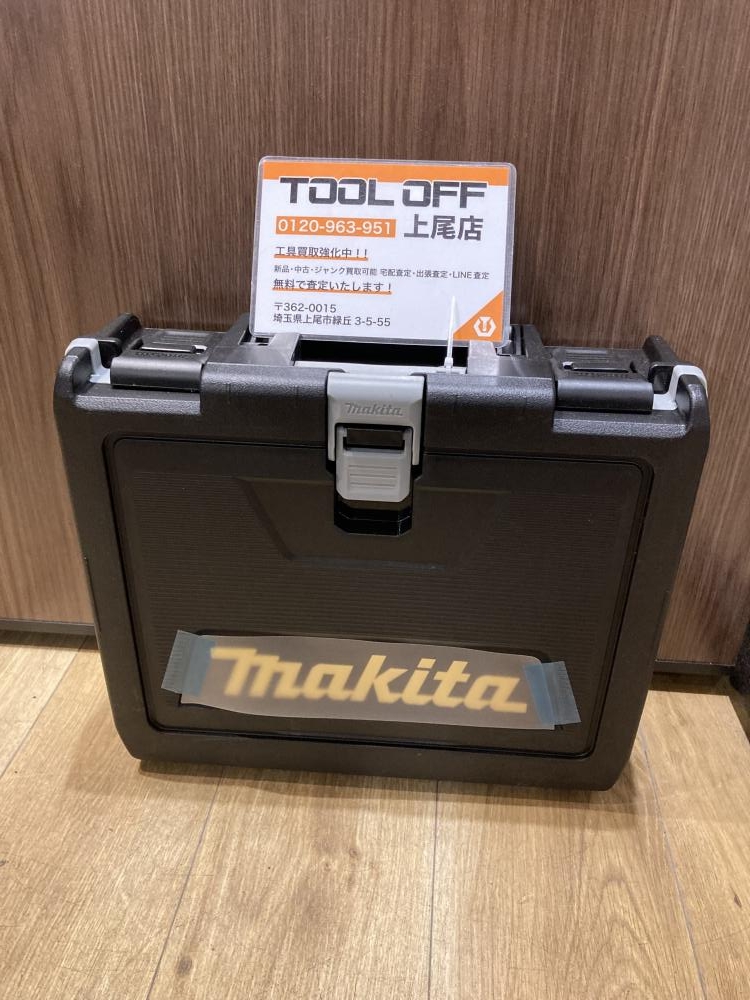 TOOL OFF
0120-963-951 上尾店
工具買取強化中!!
新品・中古・ジャンク買取可能 宅配査定・出張査定・LINE査定
無料で査定いたします!
〒362-0015
埼玉県上尾市緑丘 3-5-55
makita
makita